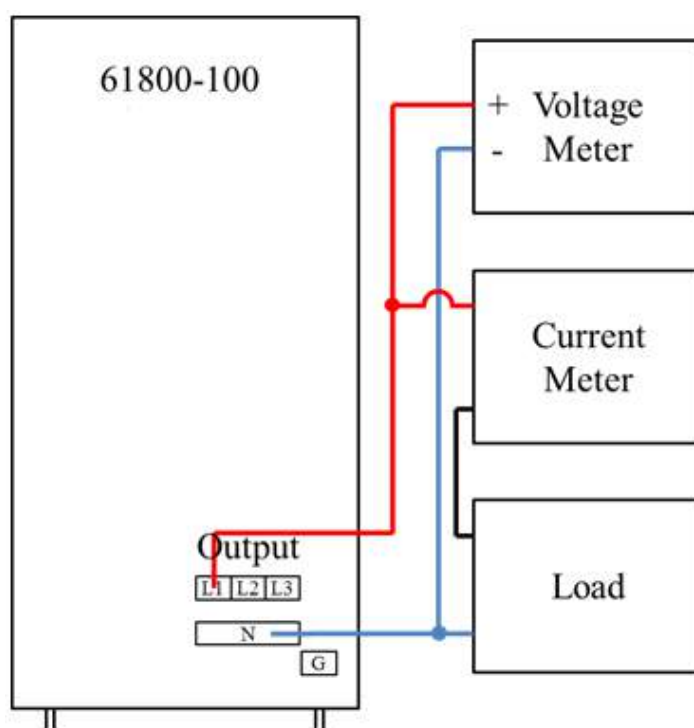 61800-100
+ Voltage
- Meter
Current
Meter
Output
L1 L2 L3
Load
N
G